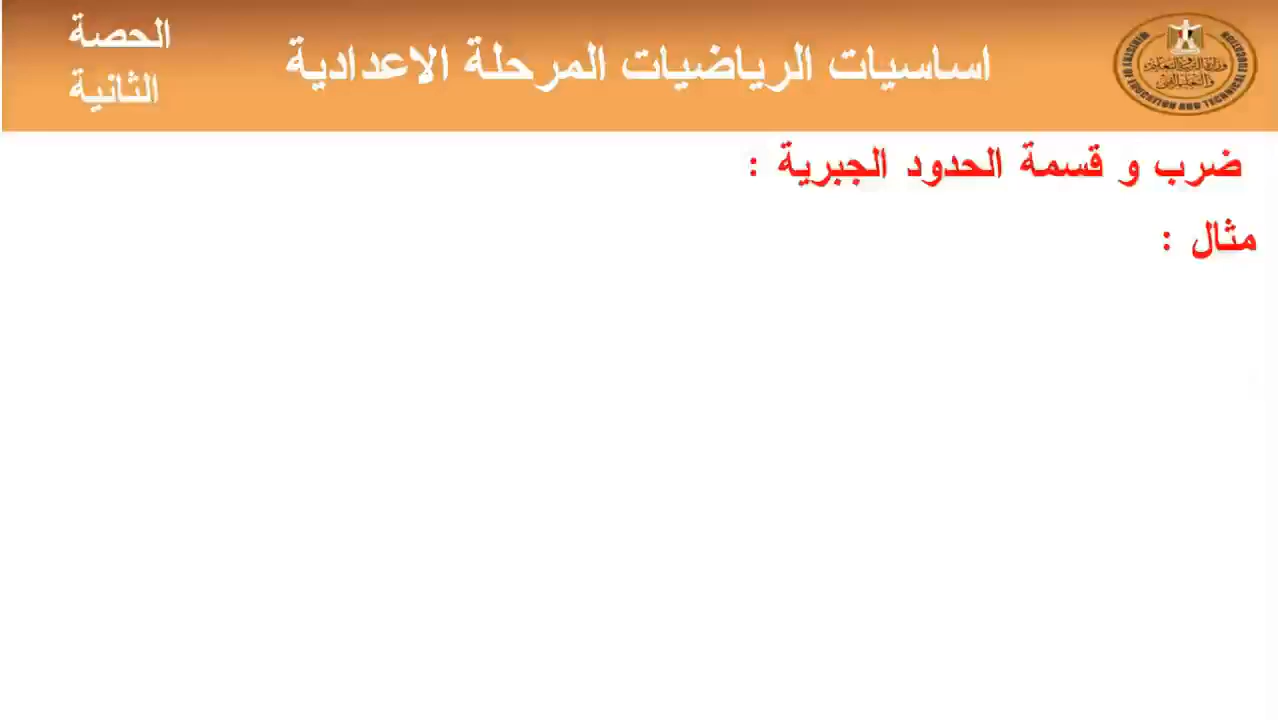 الحصة
الثانية
اساسيات الرياضيات المرحلة الاعدادية
ضرب و قسمة الحدود الجبرية :
مثال :